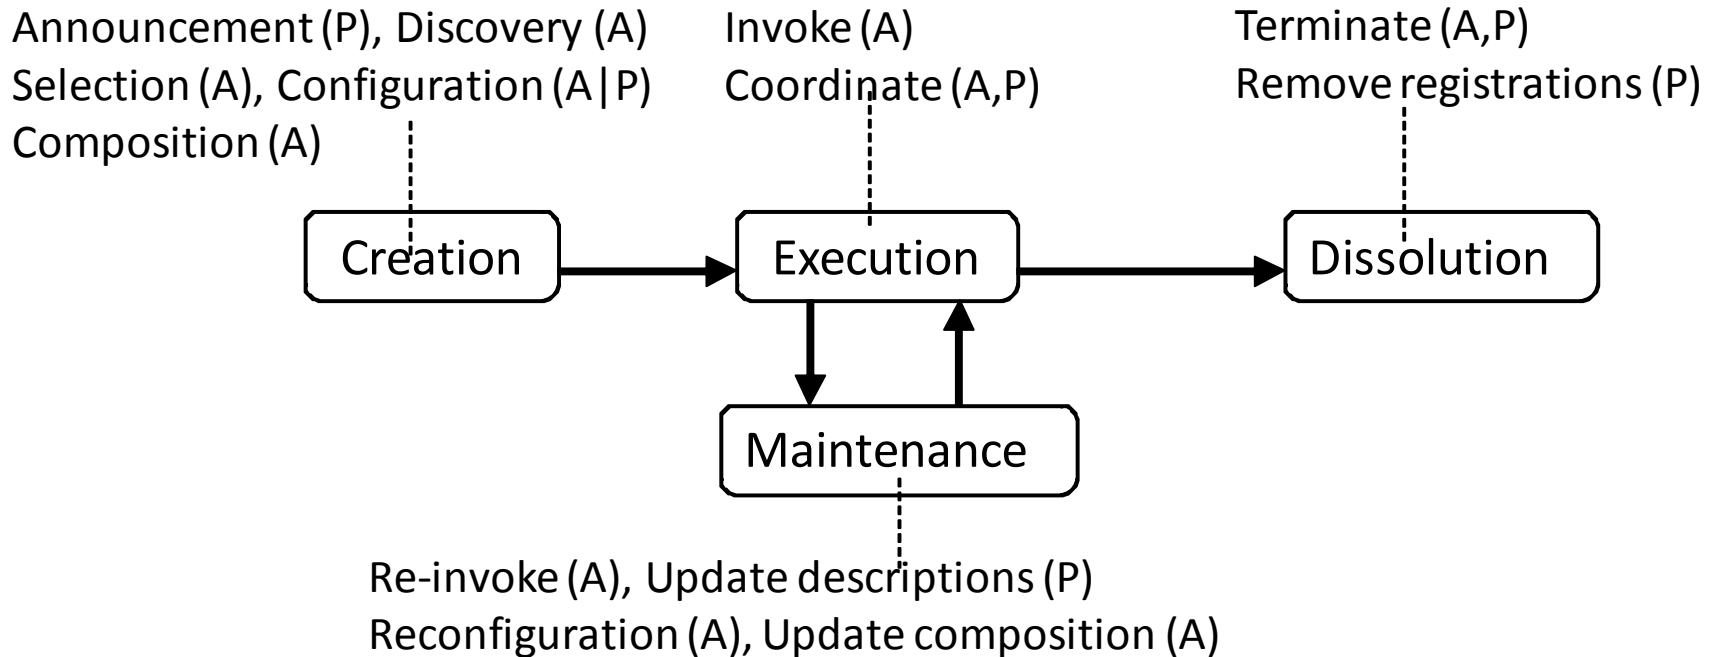 Announcement (P), Discovery (A)
Selection (A), Configuration (A|P)
Composition (A)
Invoke (A)
Coordinate (A,P)
Terminate (A,P)
Remove registrations (P)
Creation
Execution
Dissolution
Maintenance
Re-invoke (A), Update descriptions (P)
Reconfiguration (A), Update composition (A)